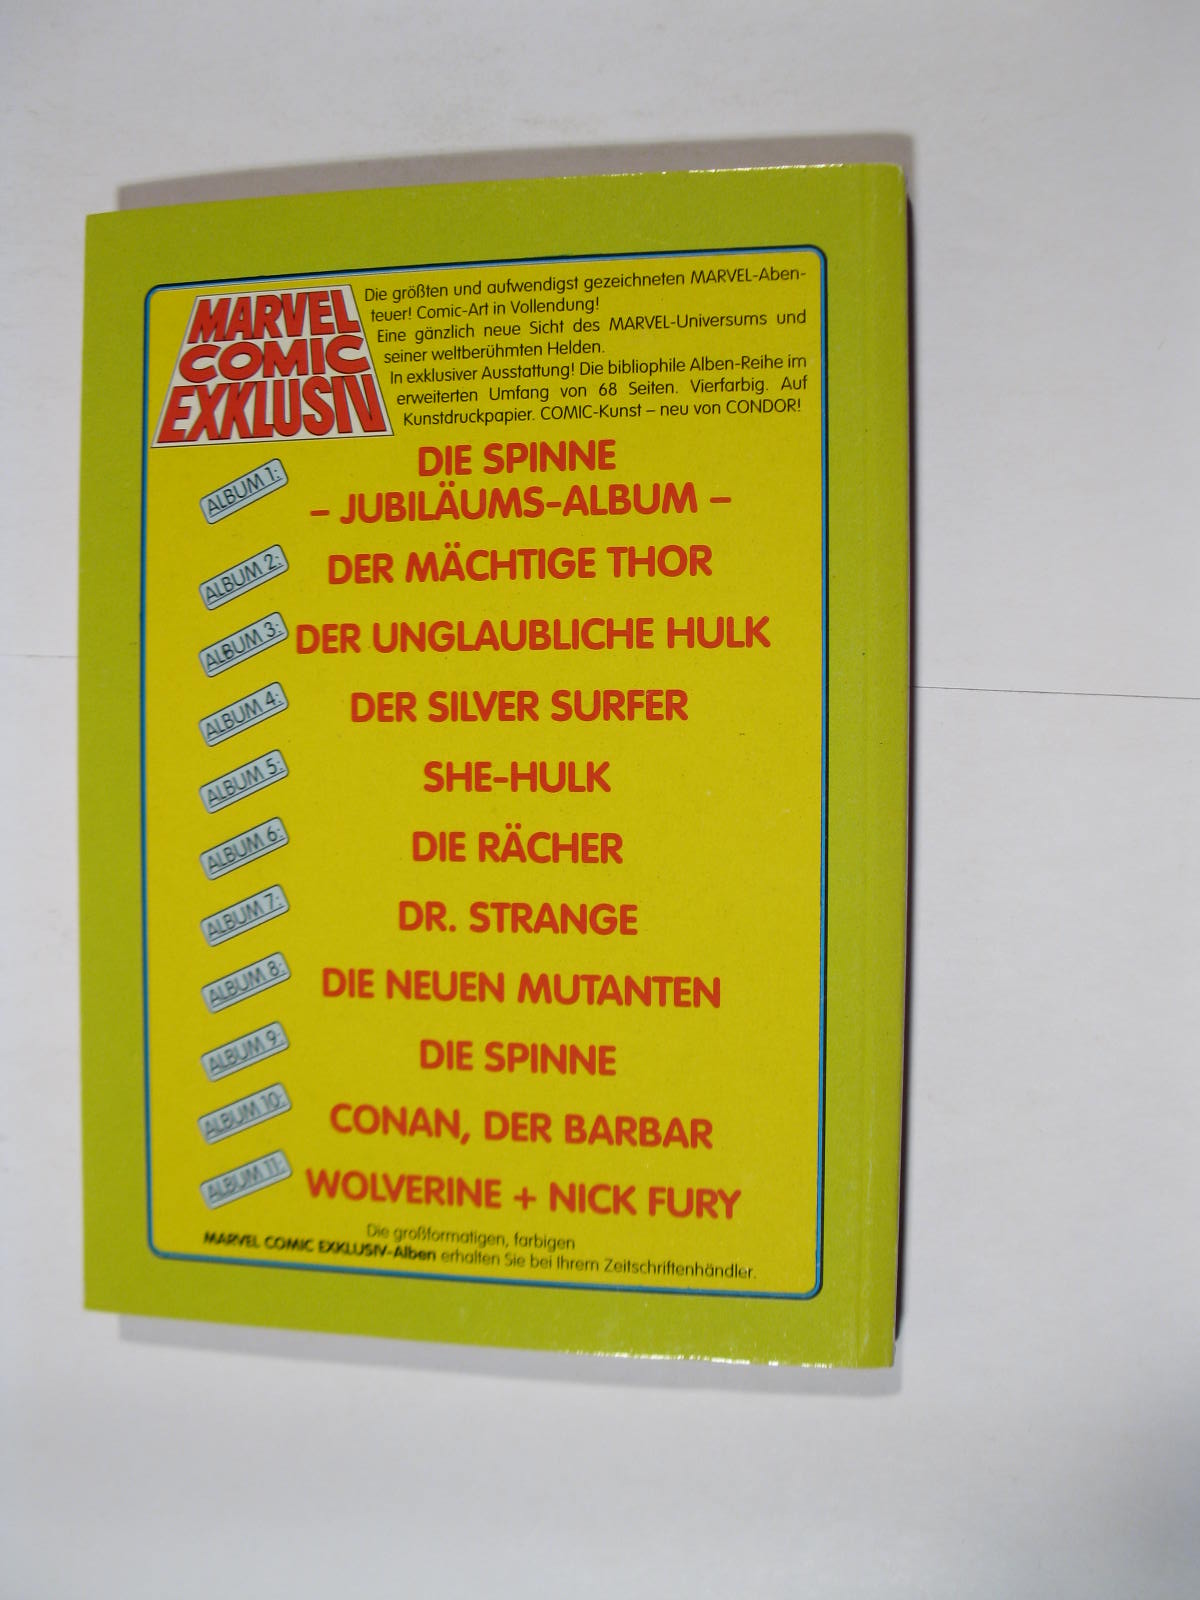 MARVEL
COMIC
EXKLUSIV
Die größten und aufwendigst gezeichneten MARVEL-Aben-
teuer! Comic-Art in Vollendung!
Eine gänzlich neue Sicht des MARVEL-Universums und
seiner weltberühmten Helden.
In exklusiver Ausstattung! Die bibliophile Alben-Reihe im
erweiterten Umfang von 68 Seiten. Vierfarbig. Auf
Kunstdruckpapier. COMIC-Kunst – neu von CONDOR!
ALBUM 1: DIE SPINNE
– JUBILÄUMS-ALBUM –
ALBUM 2: DER MÄCHTIGE THOR
ALBUM 3: DER UNGLAUBLICHE HULK
ALBUM 4: DER SILVER SURFER
ALBUM 5: SHE-HULK
ALBUM 6: DIE RÄCHER
ALBUM 7: DR. STRANGE
ALBUM 8: DIE NEUEN MUTANTEN
ALBUM 9: DIE SPINNE
ALBUM 10: CONAN, DER BARBAR
ALBUM 11: WOLVERINE + NICK FURY
Die großformatigen, farbigen
MARVEL COMIC EXKLUSIV-Alben erhalten Sie bei Ihrem Zeitschriftenhändler.